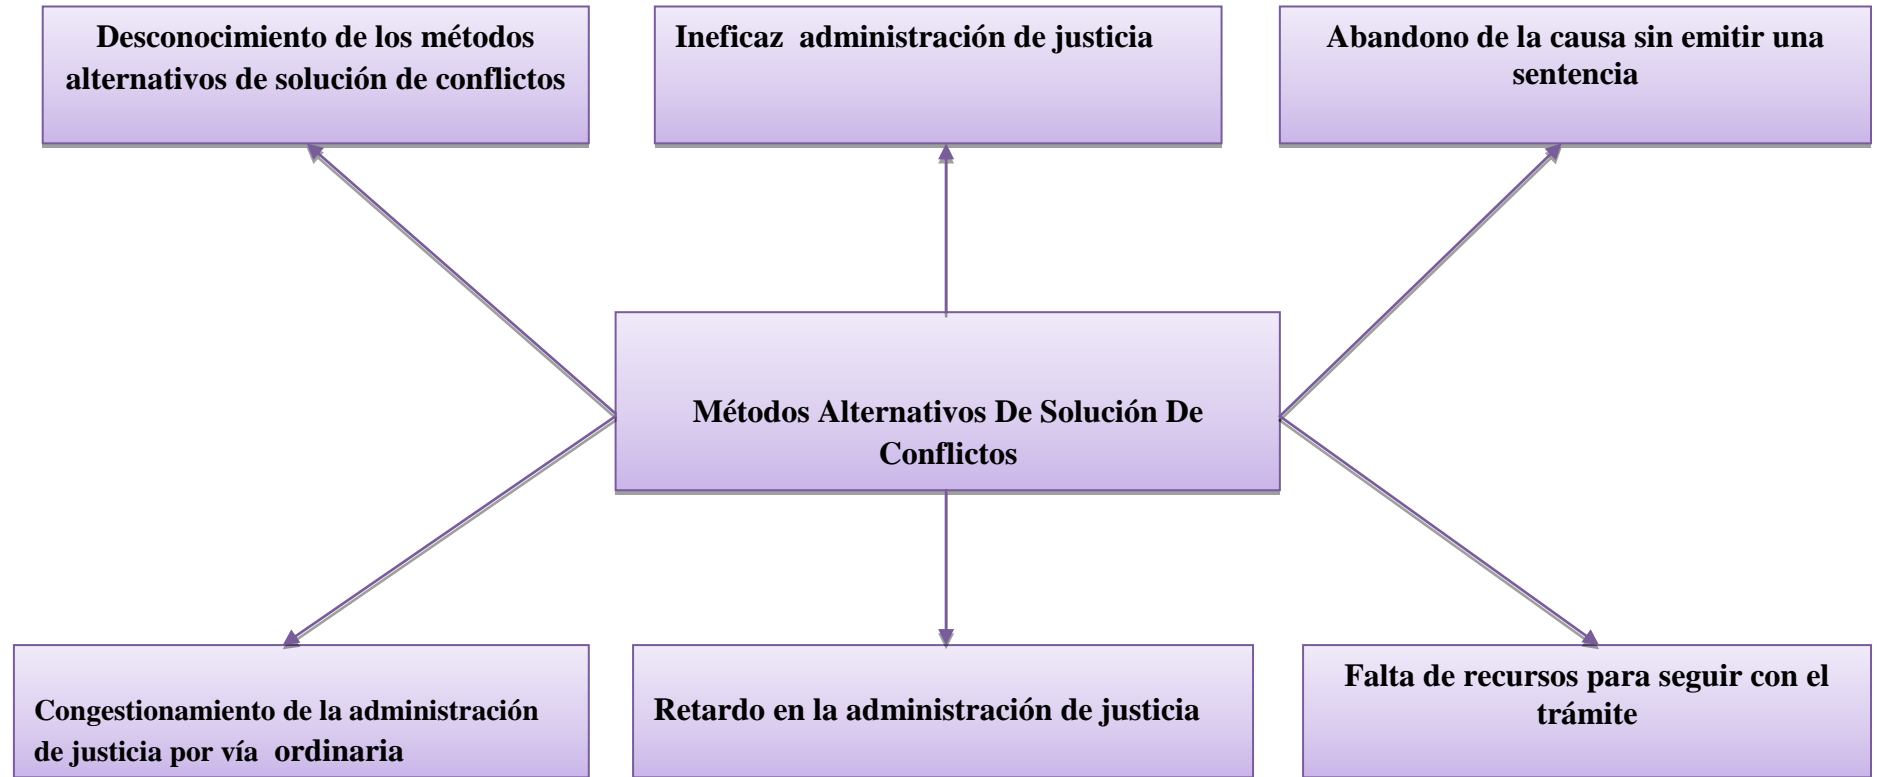 Desconocimiento de los métodos
alternativos de solución de conflictos
Ineficaz administración de justicia
Abandono de la causa sin emitir una
sentencia
Métodos Alternativos De Solución De
Conflictos
Congestionamiento de la administración
de justicia por vía ordinaria
Retardo en la administración de justicia
Falta de recursos para seguir con el
trámite